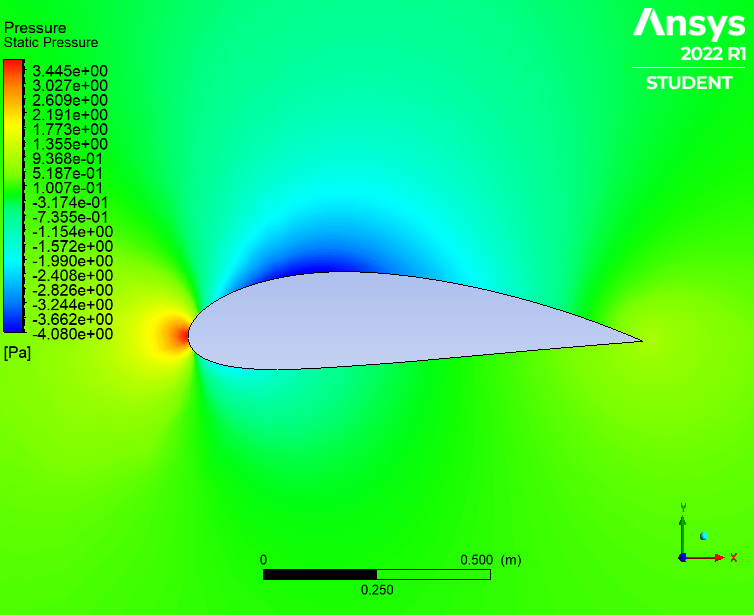 Pressure
Static Pressure
3.445e+00
3.027e+00
2.609e+00
2.191e+00
1.773e+00
1.355e+00
9.368e-01
5.187e-01
1.007e-01
-3.174e-01
-7.355e-01
-1.154e+00
-1.572e+00
-1.990e+00
-2.408e+00
-2.826e+00
-3.244e+00
-3.662e+00
-4.080e+00
[Pa]
Ansys
2022 R1
STUDENT
0 0.500 (m)
0.250
Y
X